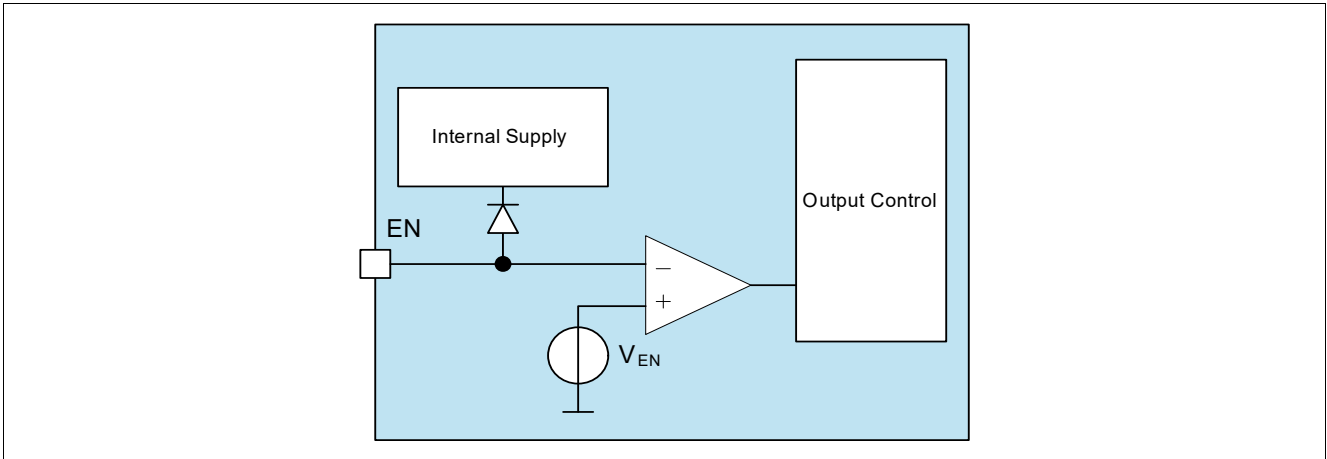 Internal Supply
Output Control
EN
−
+
VEN